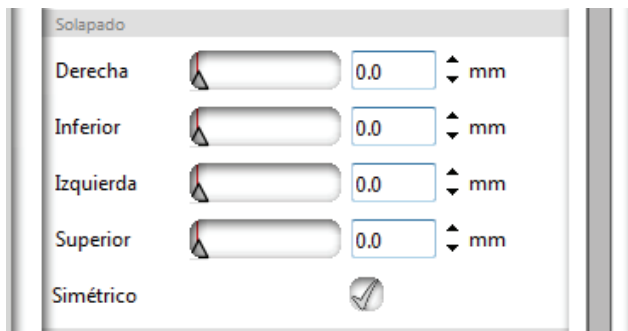 Solapado
Derecha 0.0 mm
Inferior 0.0 mm
Izquierda 0.0 mm
Superior 0.0 mm
Simétrico